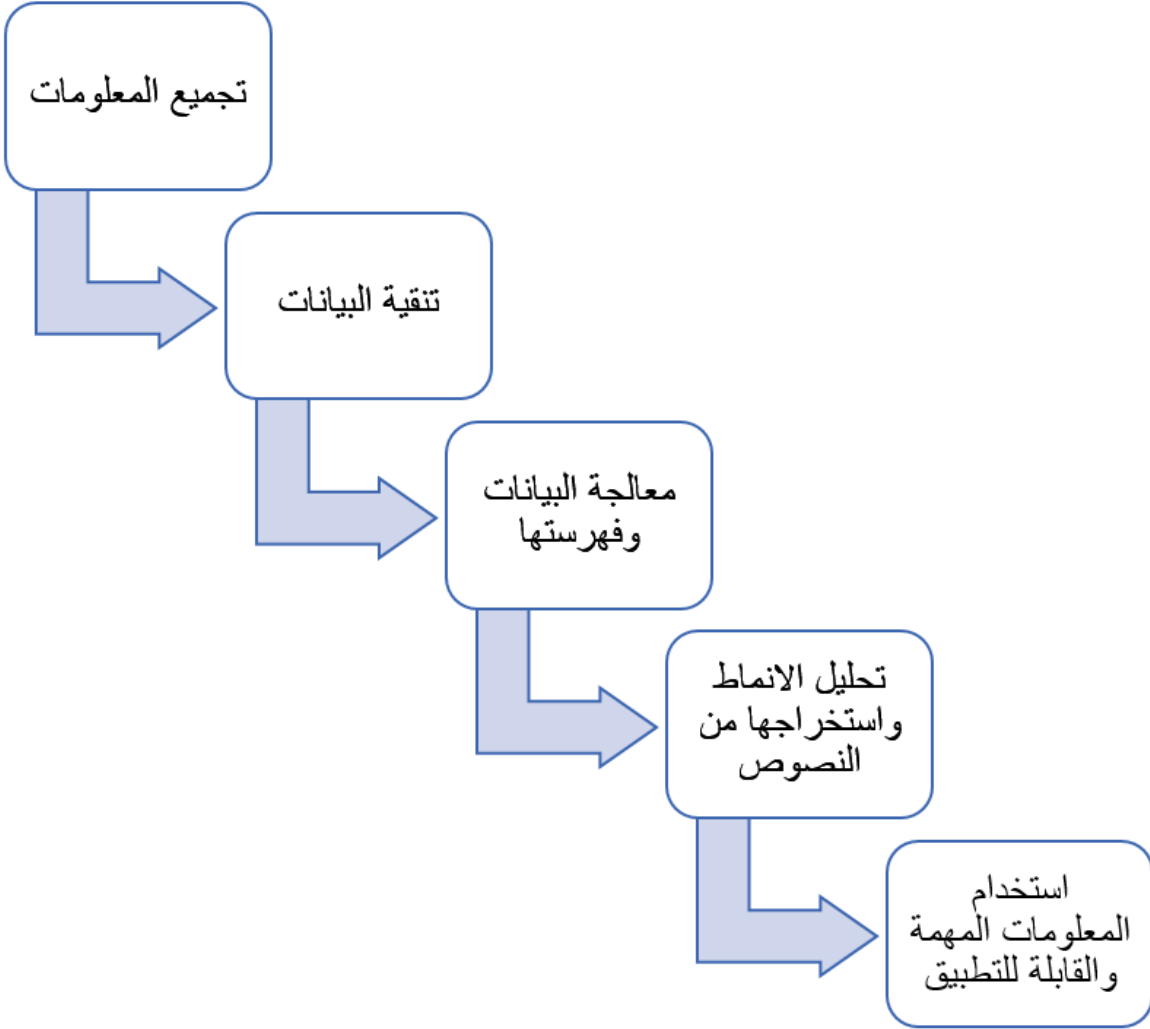 تجميع المعلومات
تنقية البيانات
معالجة البيانات
وفهرستها
تحليل الانماط
واستخراجها من
النصوص
استخدام
المعلومات المهمة
والقابلة للتطبيق